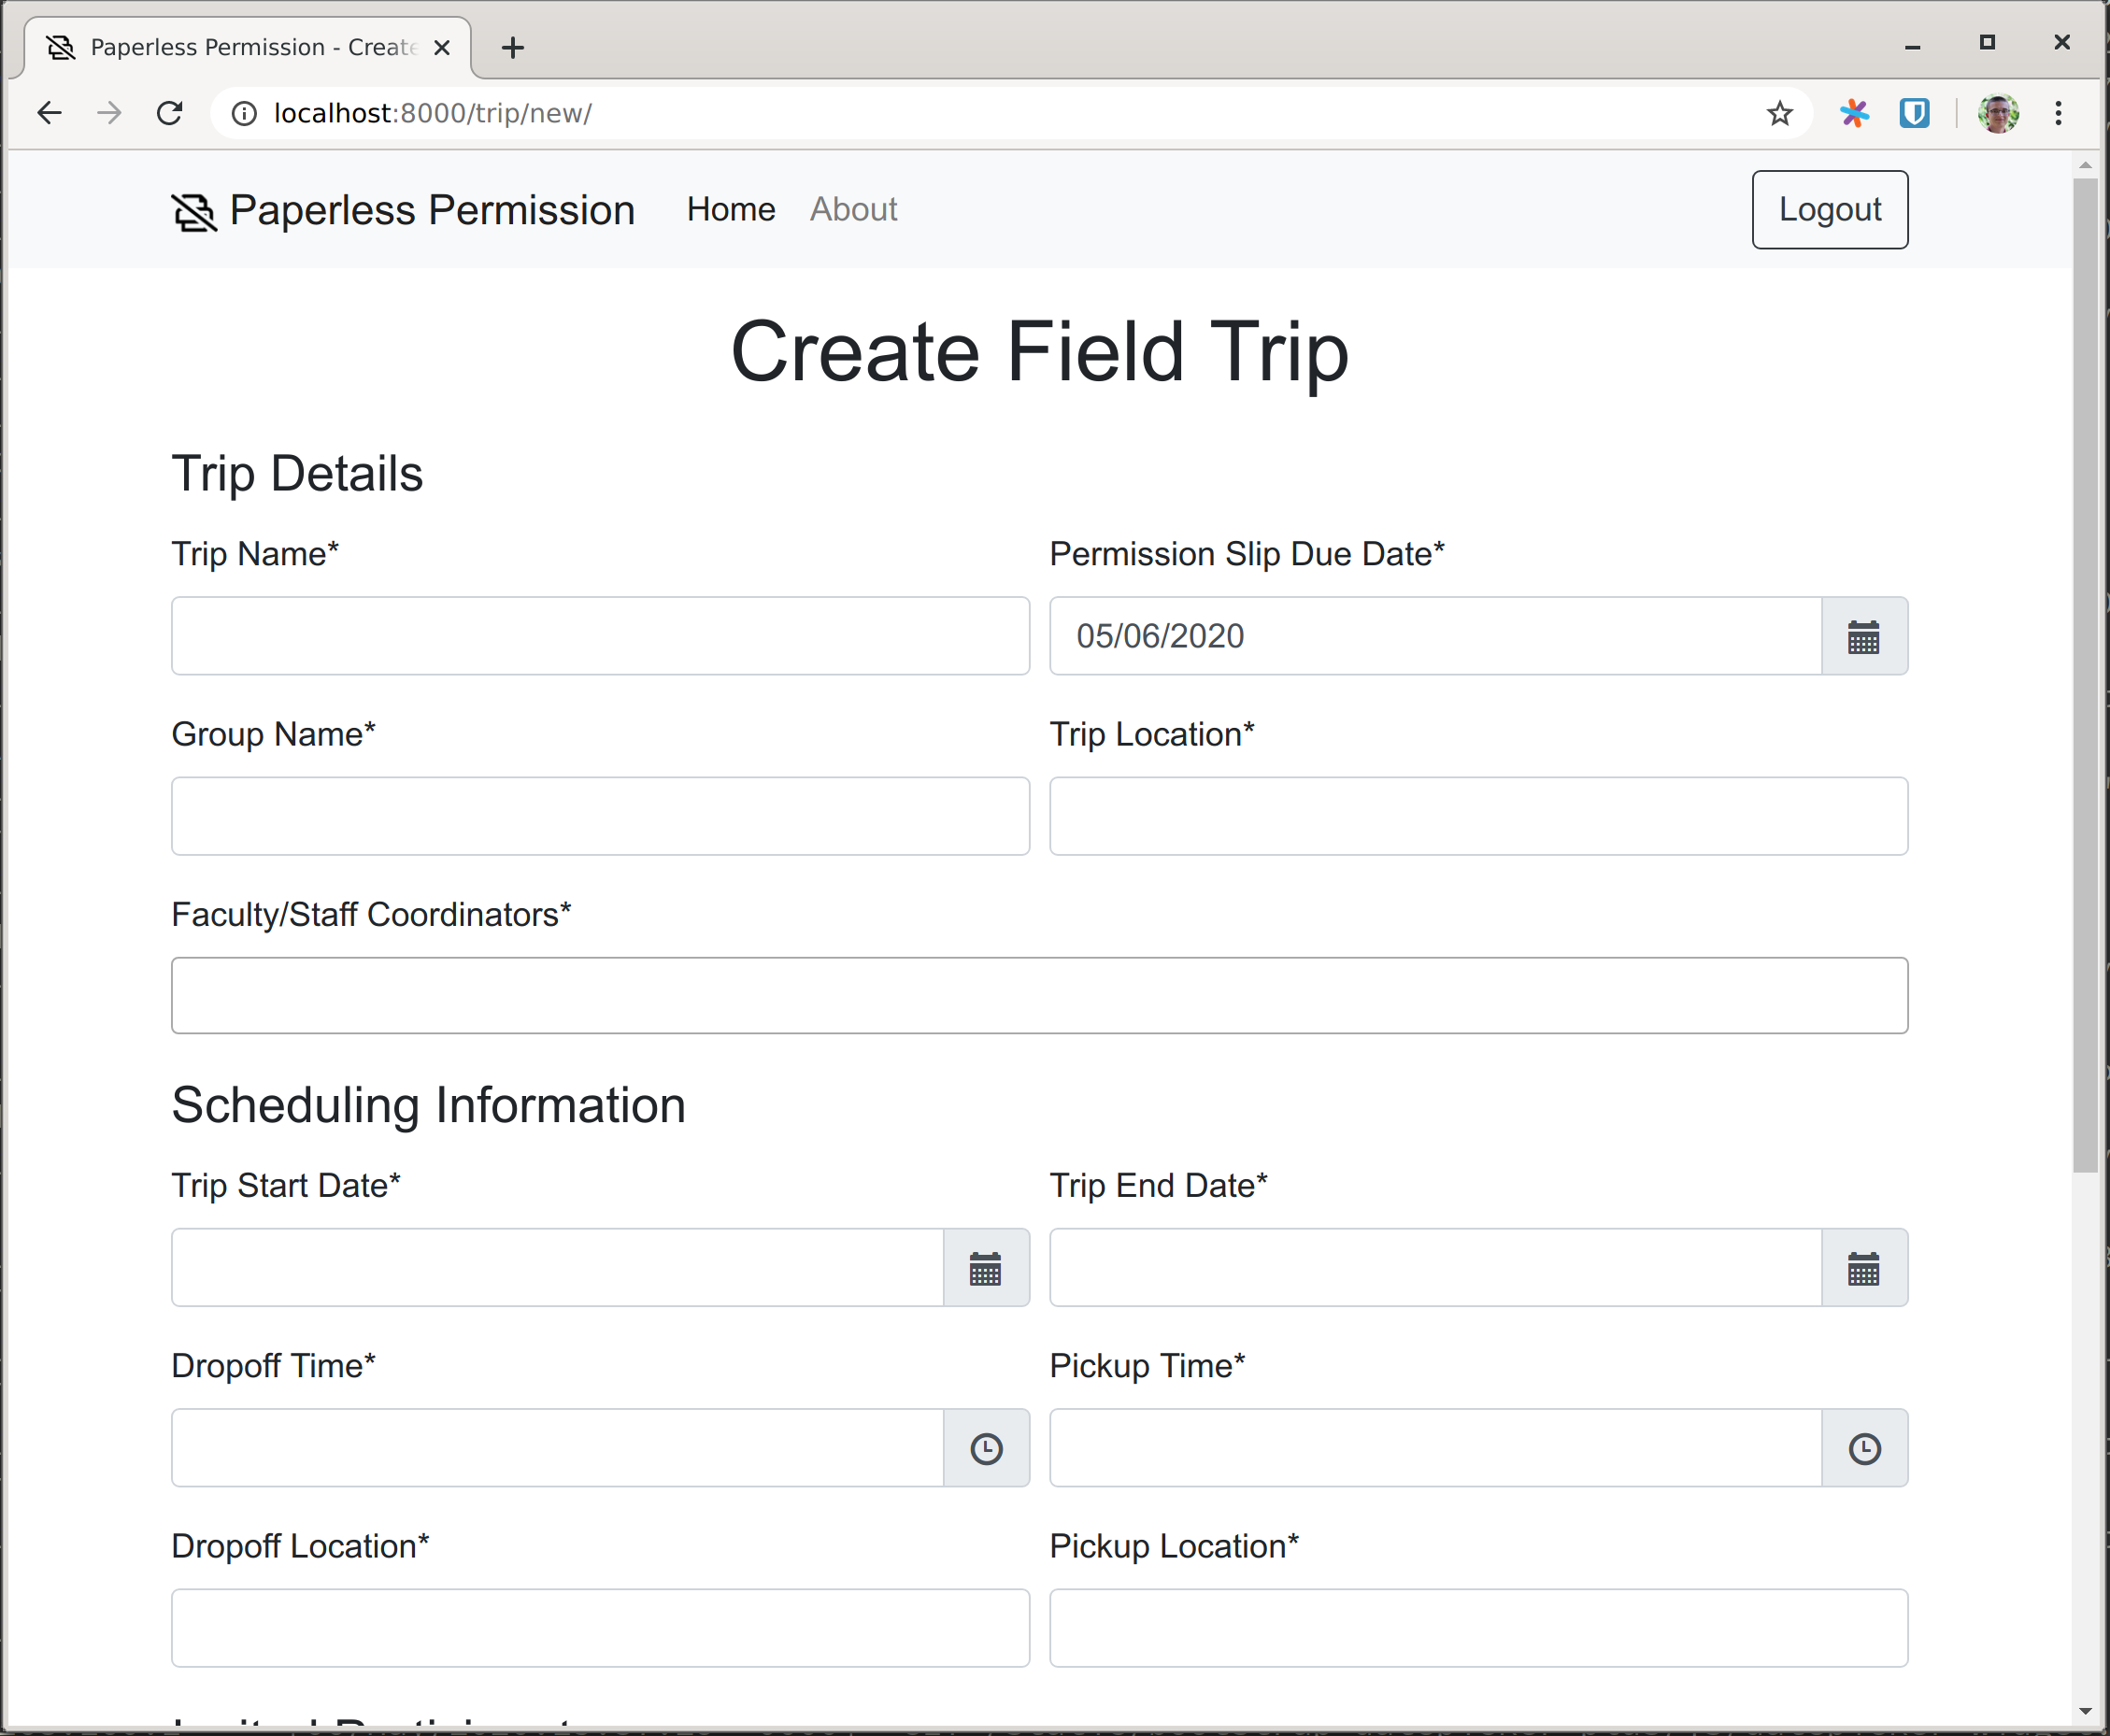 Paperless Permission - Create
localhost:8000/trip/new/
Paperless Permission Home About Logout
Create Field Trip
Trip Details
Trip Name* Permission Slip Due Date*
05/06/2020
Group Name* Trip Location*
Faculty/Staff Coordinators*
Scheduling Information
Trip Start Date* Trip End Date*
Dropoff Time* Pickup Time*
Dropoff Location* Pickup Location*